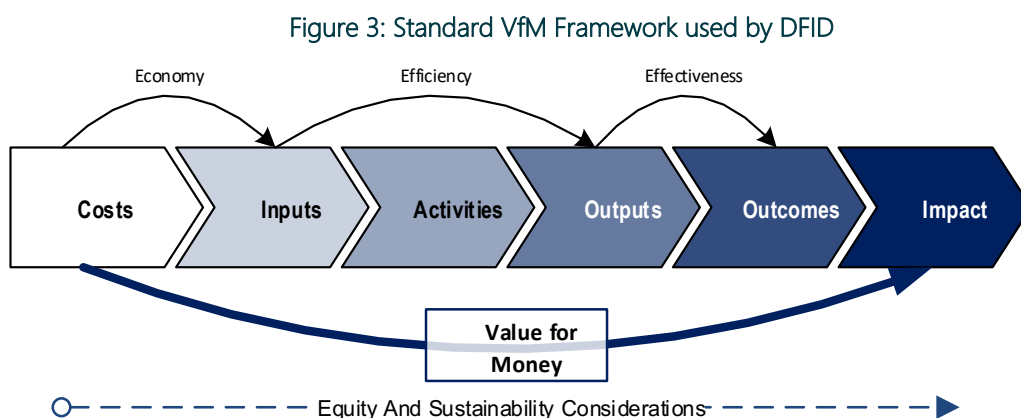 Figure 3: Standard VfM Framework used by DFID
Economy Efficiency Effectiveness
Costs Inputs Activities Outputs Outcomes Impact
Value for
Money
Equity And Sustainability Considerations